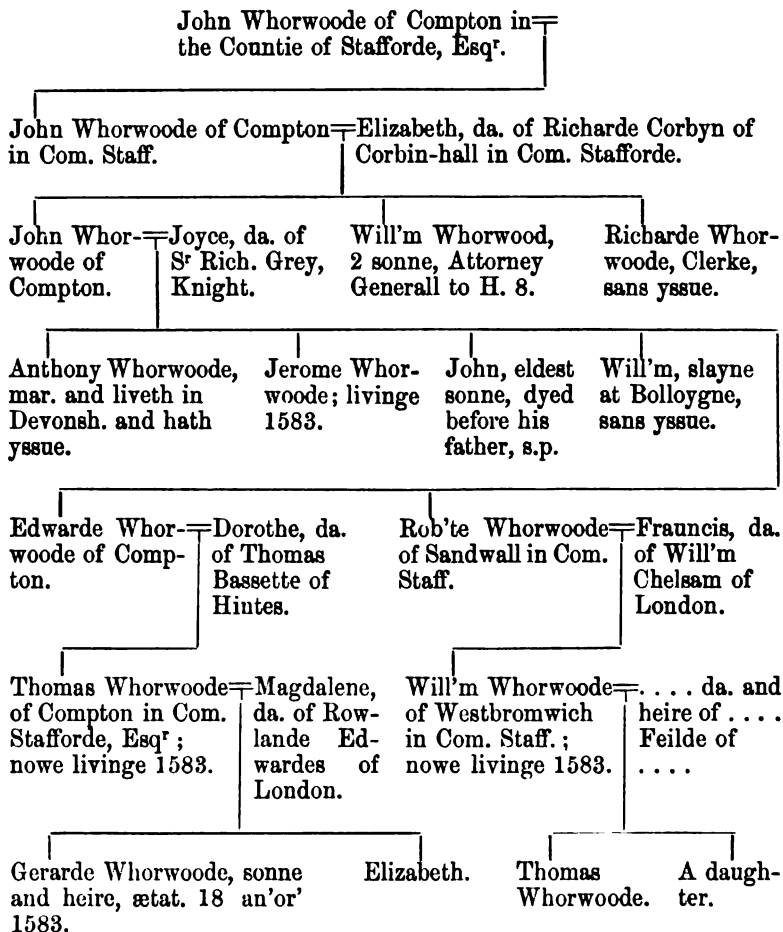 John Whorwoode of Compton in
the Countie of Stafforde, Esqʳ.
John Whorwoode of Compton
in Com. Staff.
Elizabeth, da. of Richarde Corbyn of
Corbin-hall in Com. Stafforde.
John Whor-
woode of
Compton.
Joyce, da. of
Sʳ Rich. Grey,
Knight.
Will'm Whorwood,
2 sonne, Attorney
Generall to H. 8.
Richarde Whor-
woode, Clerke,
sans yssue.
Anthony Whorwoode,
mar. and liveth in
Devonsh. and hath
yssue.
Jerome Whor-
woode; livinge
1583.
John, eldest
sonne, dyed
before his
father, s.p.
Will'm, slayne
at Bolloygne,
sans yssue.
Edwarde Whor-
woode of Comp-
ton.
Dorothe, da.
of Thomas
Bassette of
Hintes.
Rob'te Whorwoode
of Sandwall in Com.
Staff.
Frauncis, da.
of Will'm
Chelsam of
London.
Thomas Whorwoode
of Compton in Com.
Stafforde, Esqʳ;
nowe livinge 1583.
Magdalene,
da. of Row-
lande Ed-
wardes of
London.
Will'm Whorwoode
of Westbromwich
in Com. Staff.;
nowe livinge 1583.
. . . . da. and
heire of . . . .
Feilde of
. . . .
Gerarde Whorwoode, sonne
and heire, ætat. 18 an'or'
1583.
Elizabeth.
Thomas
Whorwoode.
A daugh-
ter.